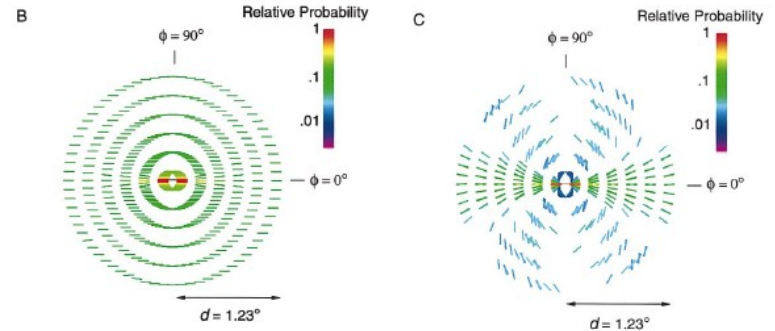 B
Relative Probability
ϕ = 90°
1
.1
.01
ϕ = 0°
d = 1.23°
C
Relative Probability
ϕ = 90°
1
.1
.01
ϕ = 0°
d = 1.23°